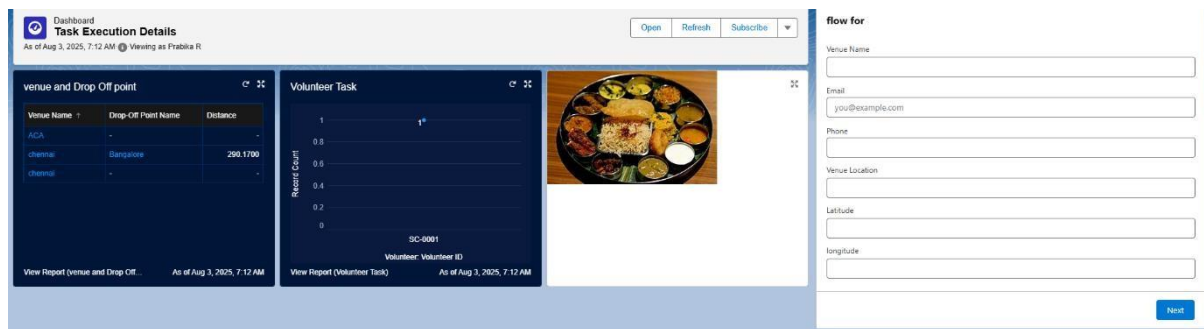 Dashboard
Task Execution Details
As of Aug 3, 2025, 7:12 AM Viewing as Prabika R
Open Refresh Subscribe
venue and Drop Off point
Venue Name ↑ Drop-Off Point Name Distance
ACA - -
chennai Bangalore 290.1700
chennai - -
View Report (venue and Drop Off... As of Aug 3, 2025, 7:12 AM
Volunteer Task
Record Count
1
0.8
0.6
0.4
0.2
0
1
SC-0001
Volunteer: Volunteer ID
View Report (Volunteer Task) As of Aug 3, 2025, 7:12 AM
flow for
Venue Name
Email
you@example.com
Phone
Venue Location
Latitude
longitude
Next